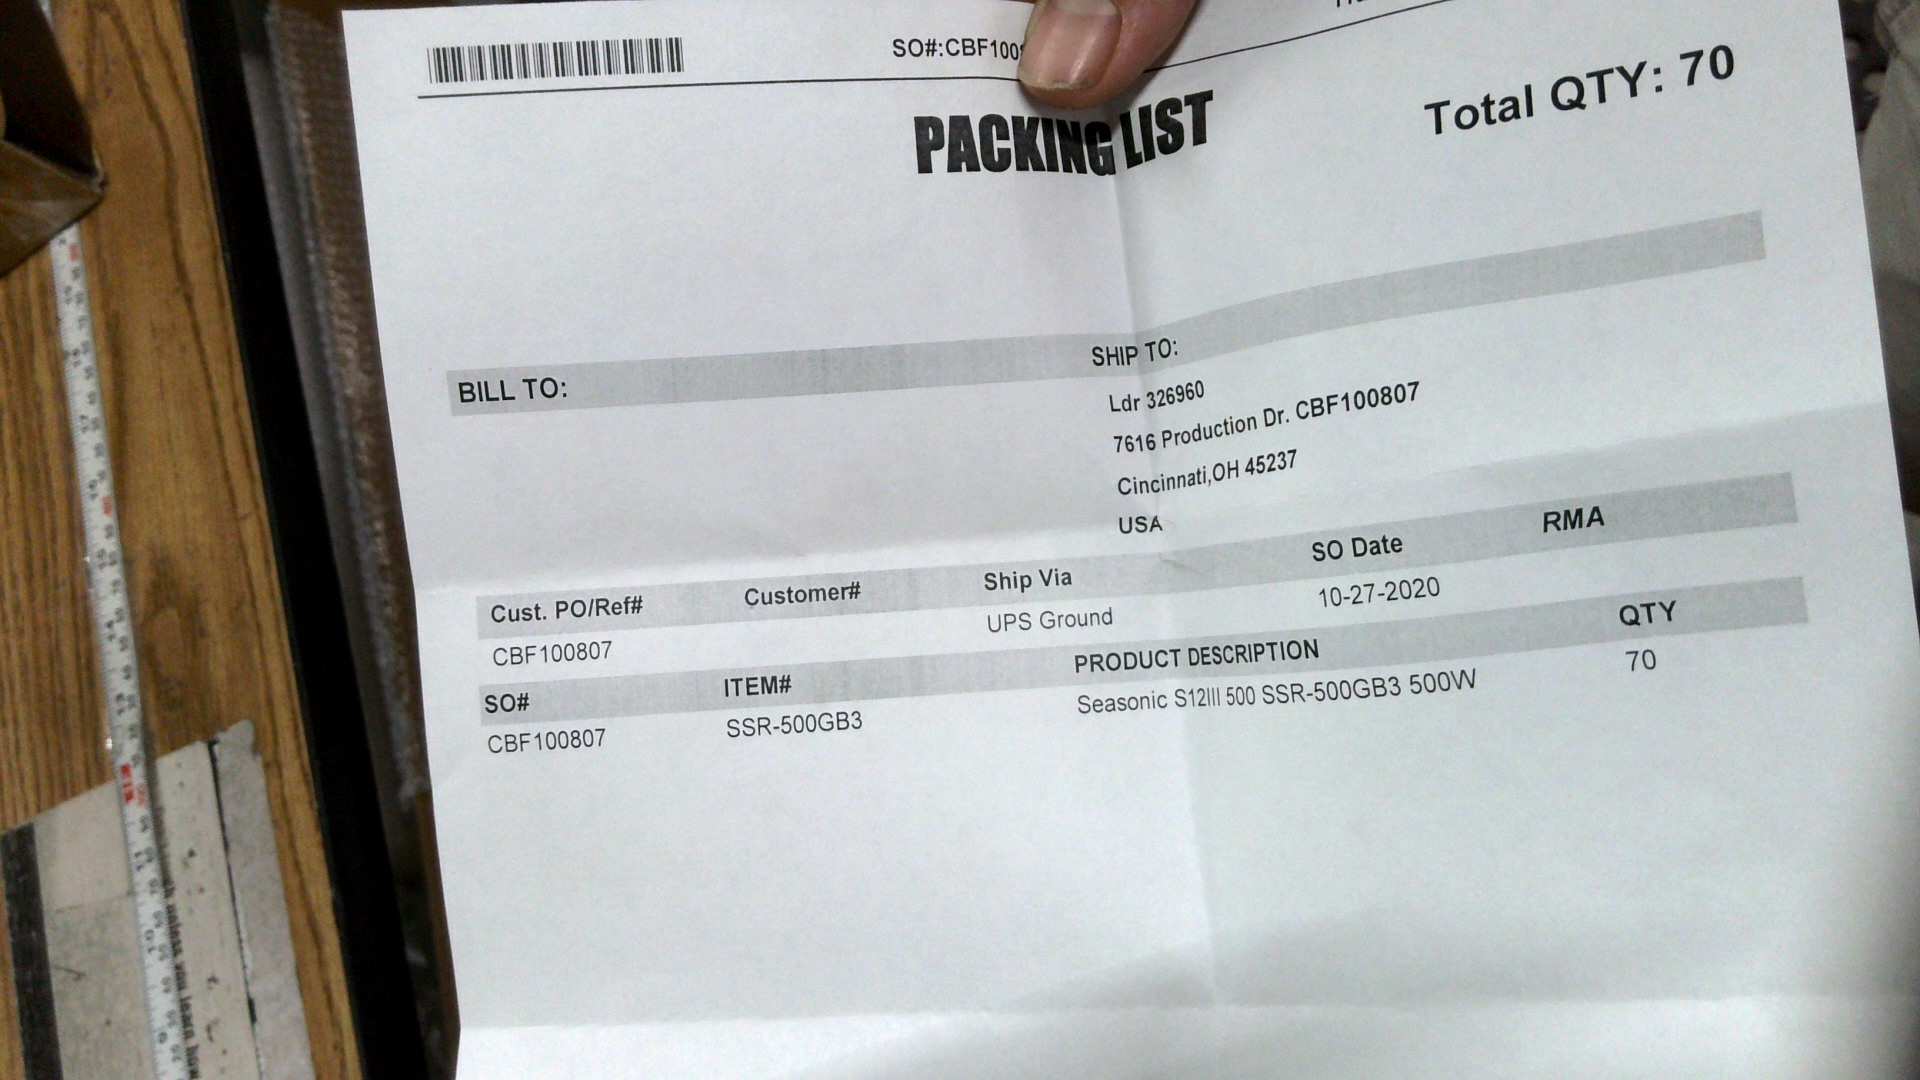 SO#:CBF100
PACKING LIST
Total QTY: 70
BILL TO:
SHIP TO:
Ldr 326960
7616 Production Dr. CBF100807
Cincinnati,OH 45237
USA
Cust. PO/Ref# Customer# Ship Via SO Date RMA
CBF100807 UPS Ground 10-27-2020
SO# ITEM# PRODUCT DESCRIPTION QTY
CBF100807 SSR-500GB3 Seasonic S12III 500 SSR-500GB3 500W 70